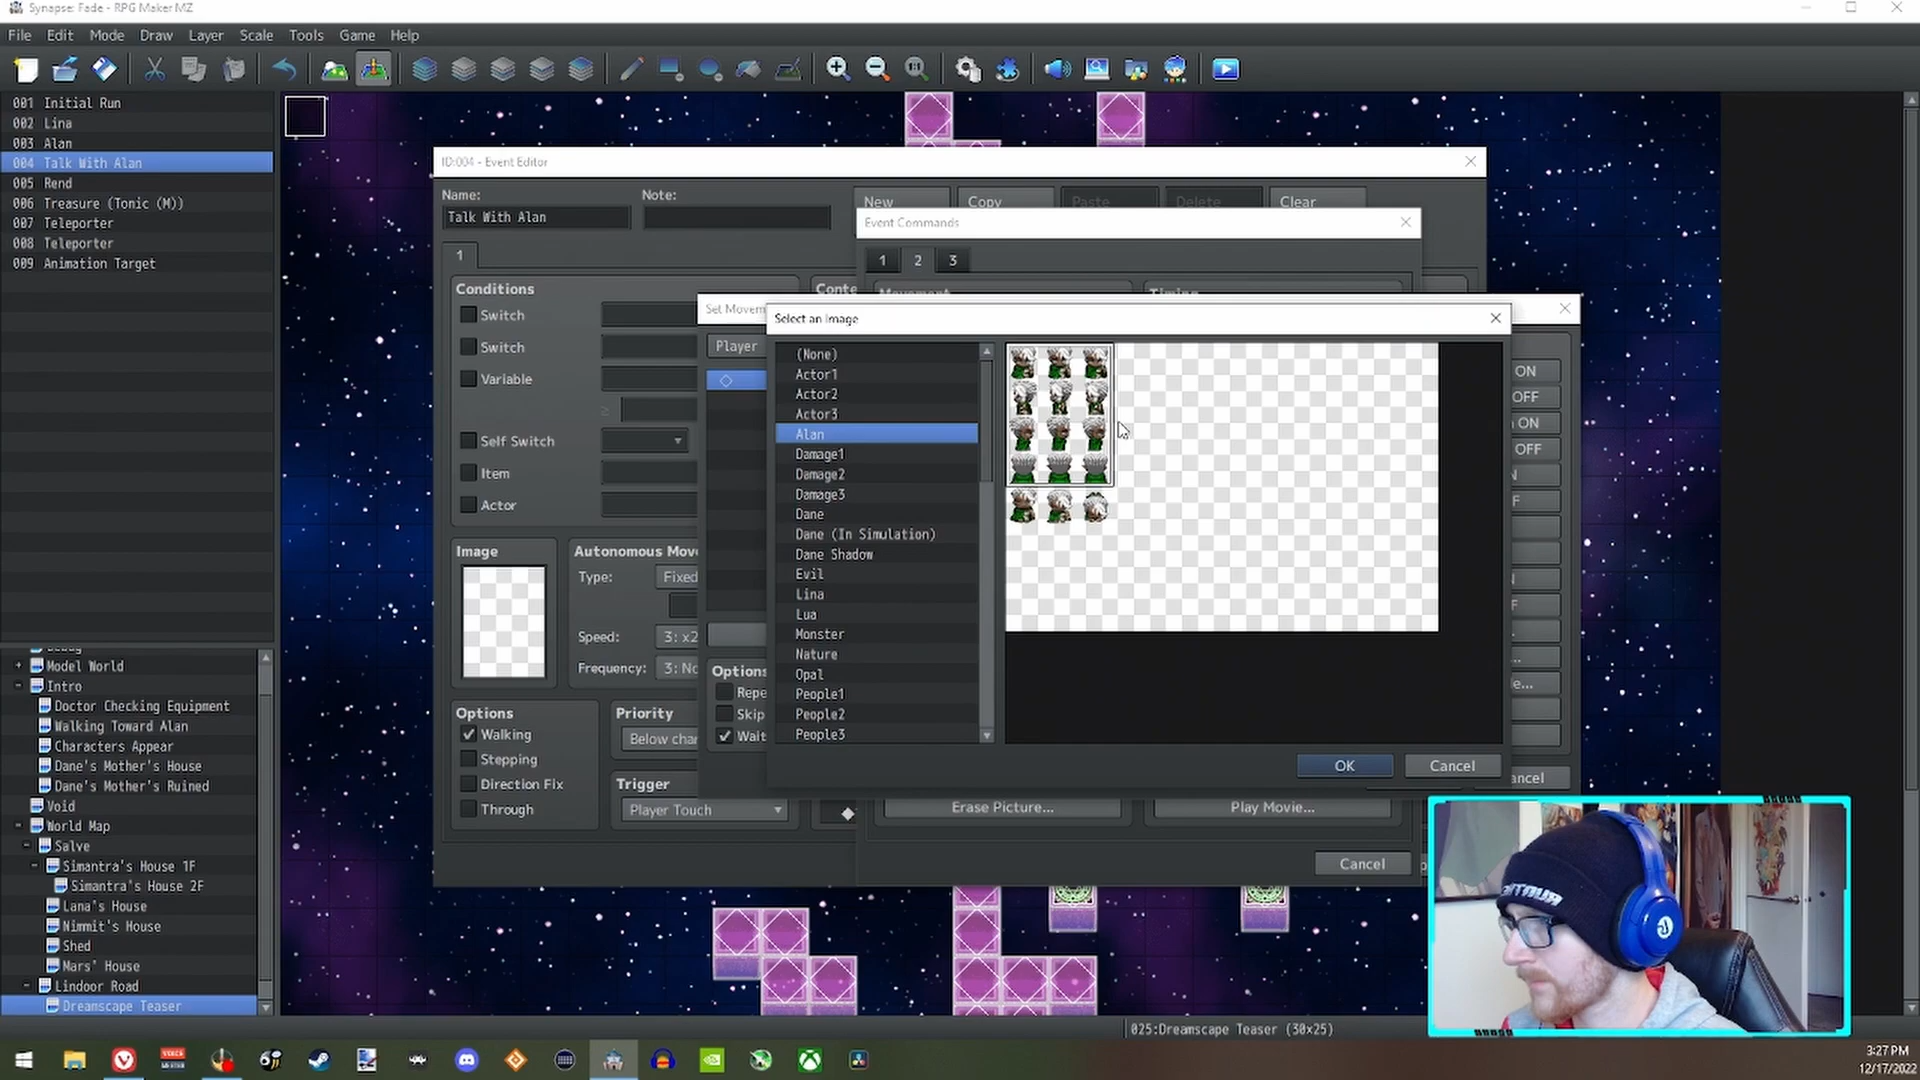 Synapse: Fade - RPG Maker MZ
File Edit Mode Draw Layer Scale Tools Game Help
001 Initial Run
002 Lina
003 Alan
004 Talk With Alan
005 Rend
006 Treasure (Tonic (M))
007 Teleporter
008 Teleporter
009 Animation Target
Model World
Intro
Doctor Checking Equipment
Walking Toward Alan
Characters Appear
Dane's Mother's House
Dane's Mother's Ruined
Void
World Map
Salve
Simantra's House 1F
Simantra's House 2F
Lana's House
Nimmit's House
Shed
Mars' House
Lindoor Road
Dreamscape Teaser
ID:004 - Event Editor
Name:
Note:
Talk With Alan
New
Copy
Paste
Delete
Clear
1
Conditions
Switch
Switch
Variable
≥
Self Switch
Item
Actor
Image
Autonomous Mov
Type:
Fixed
Speed:
3: x2
Frequency:
3: No
Options
Walking
Stepping
Direction Fix
Through
Priority
Below char
Trigger
Player Touch
Conte
Event Commands
1 2 3
Movement
Timing
Erase Picture...
Play Movie...
Cancel
Set Movem
Player
Options
Repe
Skip
Wait
ON
OFF
ON
OFF
ancel
Select an Image
(None)
Actor1
Actor2
Actor3
Alan
Damage1
Damage2
Damage3
Dane
Dane (In Simulation)
Dane Shadow
Evil
Lina
Lua
Monster
Nature
Opal
People1
People2
People3
OK
Cancel
025:Dreamscape Teaser (30x25)
3:27 PM
12/17/2022